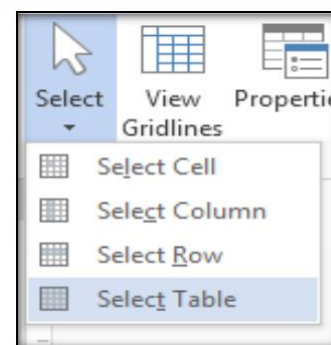 Select View Properti
Gridlines
Select Cell
Select Column
Select Row
Select Table